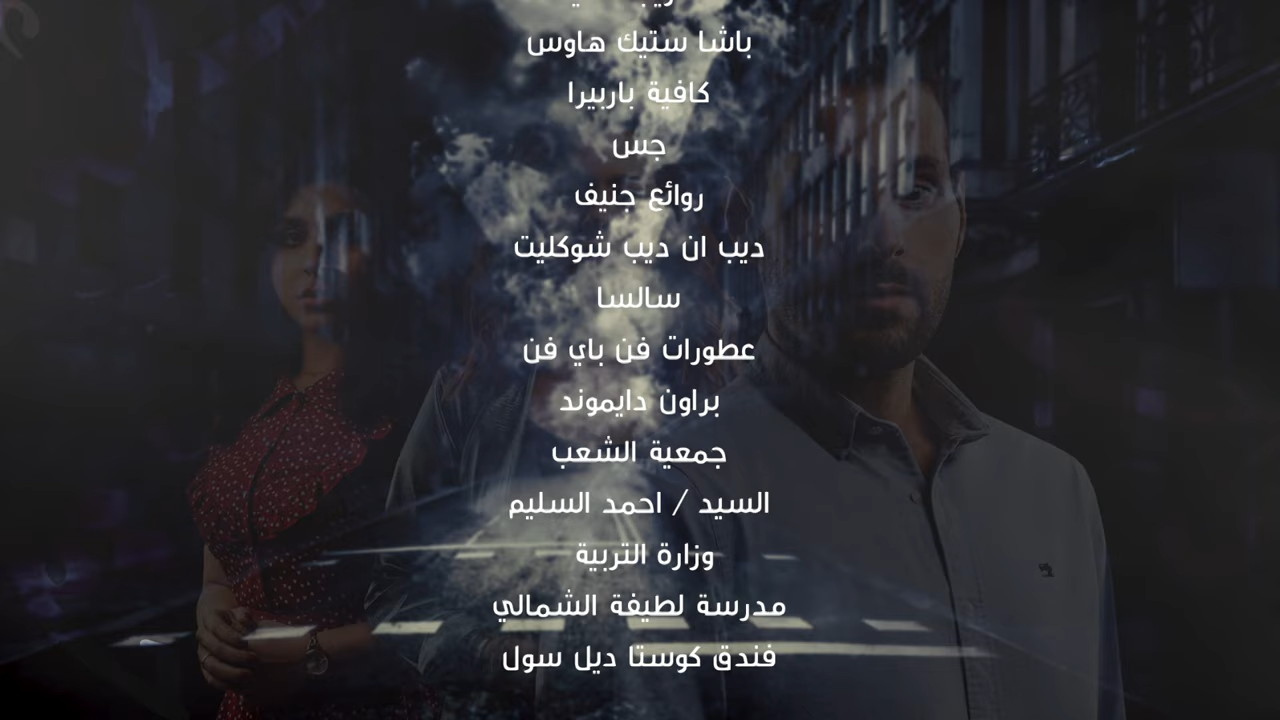 باشا ستيك هاوس
كافية باربيرا
جس
روائع جنيف
ديب ان ديب شوكليت
سالسا
عطورات فن باي فن
براون دايموند
جمعية الشعب
السيد / احمد السليم
وزارة التربية
مدرسة لطيفة الشمالي
فندق كوستا ديل سول